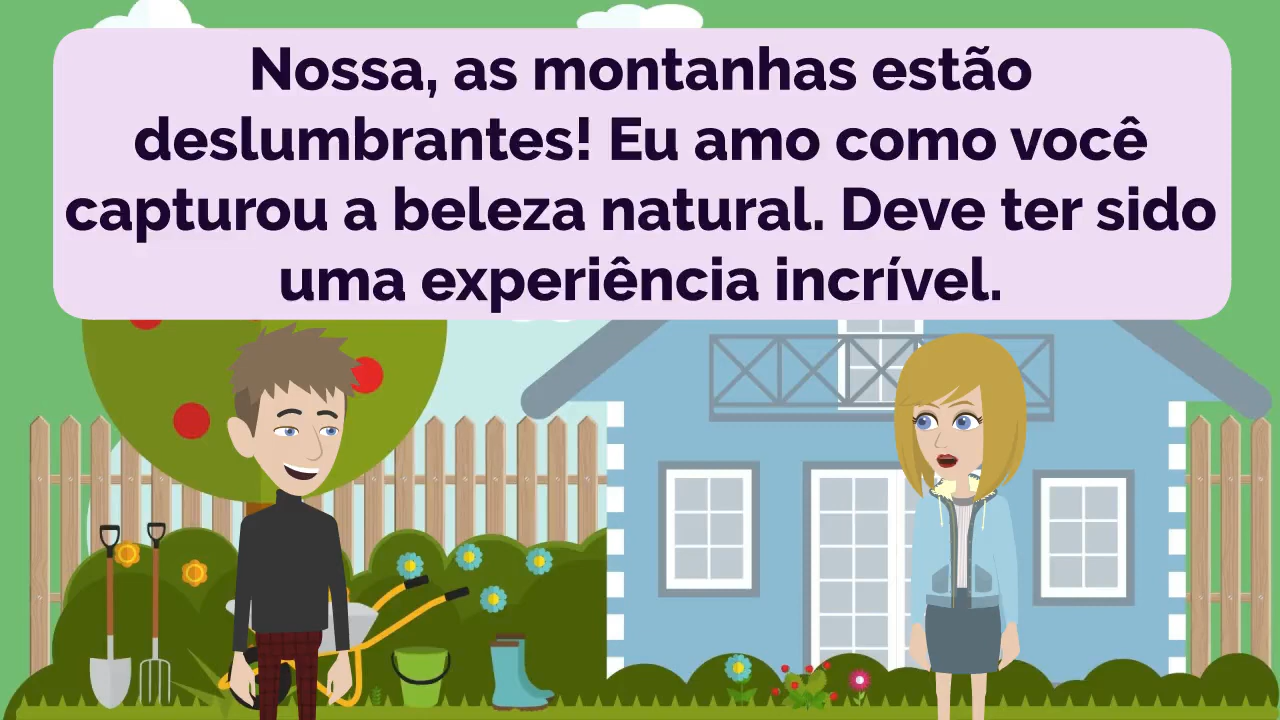 Nossa, as montanhas estão
deslumbrantes! Eu amo como você
capturou a beleza natural. Deve ter sido
uma experiência incrível.